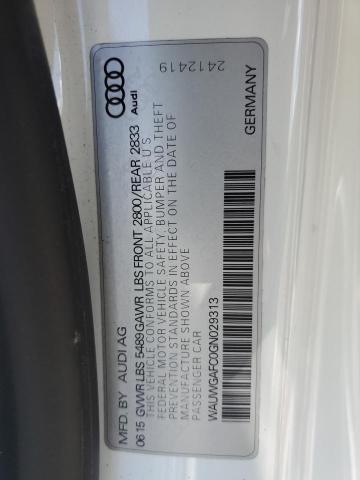 MFD. BY AUDI AG
06 15 GVWR LBS 5489 GAWR LBS FRONT 2800/REAR 2833
THIS VEHICLE CONFORMS TO ALL APPLICABLE U S
FEDERAL MOTOR VEHICLE SAFETY, BUMPER AND THEFT
PREVENTION STANDARDS IN EFFECT ON THE DATE OF
MANUFACTURE SHOWN ABOVE
PASSENGER CAR
WAUWGAFC0GN029313
GERMANY
Audi
2412419